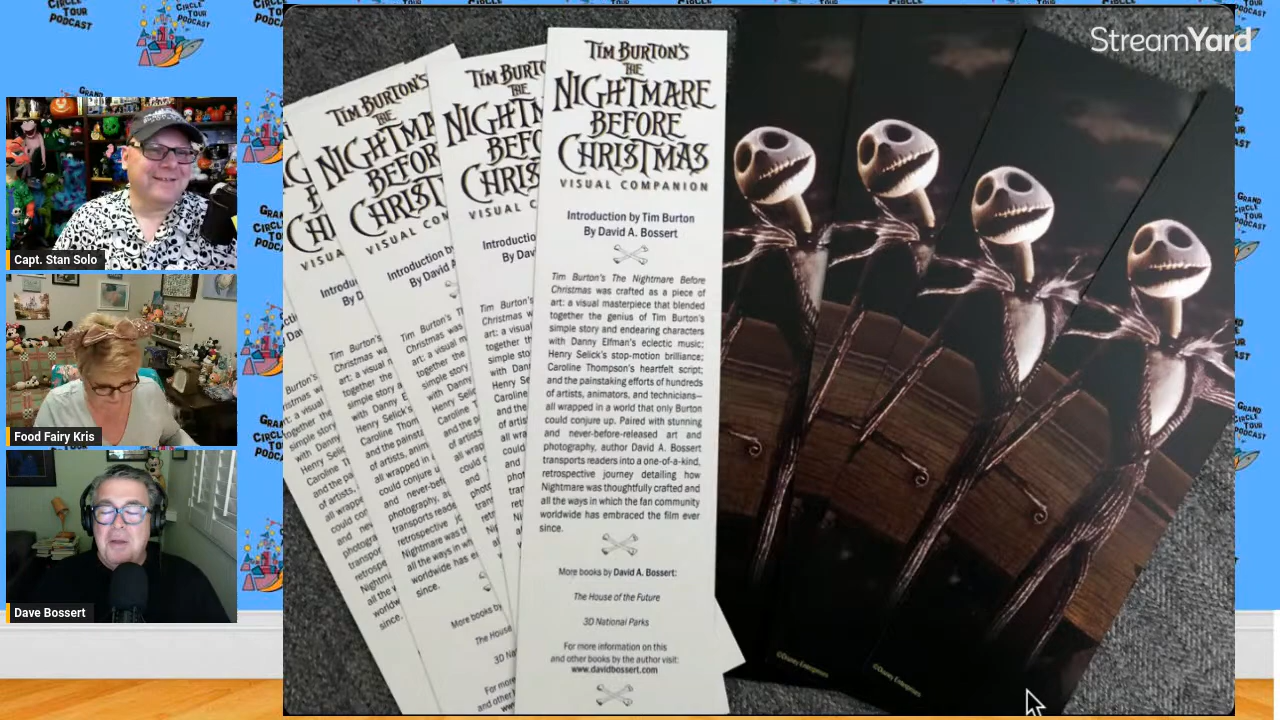 StreamYard
GRAND
CIRCLE
TOUR
PODCAST
Capt. Stan Solo
Food Fairy Kris
Dave Bossert
TIM BURTON'S
THE
NIGHTMARE
BEFORE
CHRISTMAS
VISUAL COMPANION
Introduction by Tim Burton
By David A. Bossert
Tim Burton's The Nightmare Before
Christmas was crafted as a piece of
art: a visual masterpiece that blended
together the genius of Tim Burton's
simple story and endearing characters
with Danny Elfman's eclectic music;
Henry Selick's stop-motion brilliance;
Caroline Thompson's heartfelt script;
and the painstaking efforts of hundreds
of artists, animators, and technicians—
all wrapped in a world that only Burton
could conjure up. Paired with stunning
and never-before-released art and
photography, author David A. Bossert
transports readers into a one-of-a-kind,
retrospective journey detailing how
Nightmare was thoughtfully crafted and
all the ways in which the fan community
worldwide has embraced the film ever
since.
More books by David A. Bossert:
The House of the Future
3D National Parks
For more information on this
and other books by the author visit:
www.davidbossert.com
©Disney Enterprises
©Disney Enterprises